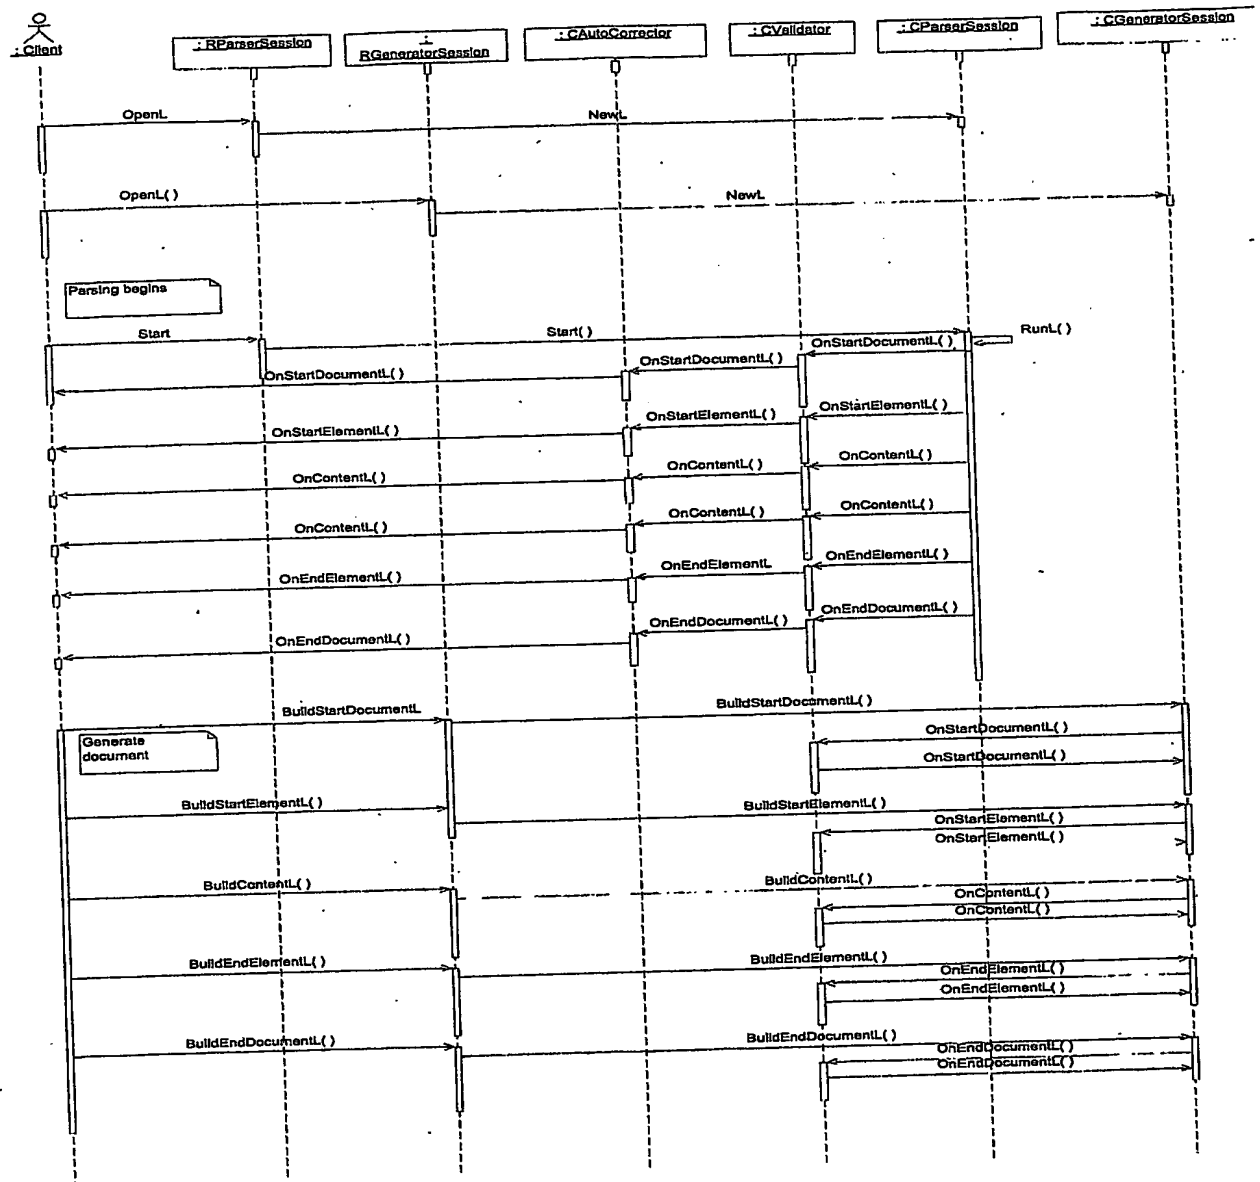 : Client
: RParserSession
:
RGeneratorSession
: CAutoCorrector
: CValidator
: CParserSession
: CGeneratorSession
OpenL
NewL
OpenL( )
NewL
Parsing begins
Start
Start( )
RunL( )
OnStartDocumentL( )
OnStartDocumentL( )
OnStartDocumentL( )
OnStartElementL( )
OnStartElementL( )
OnStartElementL( )
OnContentL( )
OnContentL( )
OnContentL( )
OnContentL( )
OnContentL( )
OnContentL( )
OnEndElementL( )
OnEndElementL
OnEndElementL( )
OnEndDocumentL( )
OnEndDocumentL( )
OnEndDocumentL( )
BuildStartDocumentL
BuildStartDocumentL( )
Generate
document
OnStartDocumentL( )
OnStartDocumentL( )
BuildStartElementL( )
BuildStartElementL( )
OnStartElementL( )
OnStartElementL( )
BuildContentL( )
BuildContentL( )
OnContentL( )
OnContentL( )
BuildEndElementL( )
BuildEndElementL( )
OnEndElementL( )
OnEndElementL( )
BuildEndDocumentL( )
BuildEndDocumentL( )
OnEndDocumentL( )
OnEndDocumentL( )